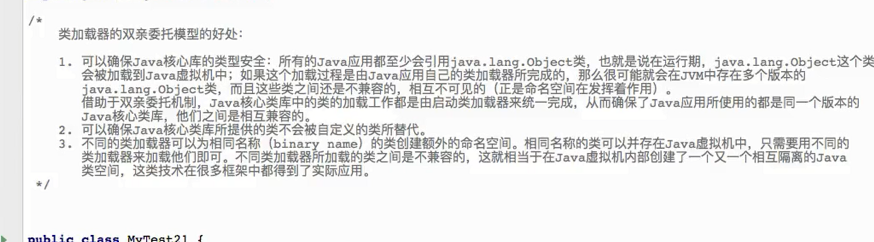 /*
类加载器的双亲委托模型的好处：
1. 可以确保Java核心库的类型安全：所有的Java应用都至少会引用java.lang.Object类，也就是说在运行期，java.lang.Object这个类
会被加载到Java虚拟机中；如果这个加载过程是由Java应用自己的类加载器所完成的，那么很可能就会在JVM中存在多个版本的
java.lang.Object类，而且这些类之间还是不兼容的，相互不可见的（正是命名空间在发挥着作用）。
借助于双亲委托机制，Java核心类库中的类的加载工作都是由启动类加载器来统一完成，从而确保了Java应用所使用的都是同一个版本的
Java核心类库，他们之间是相互兼容的。
2. 可以确保Java核心类库所提供的类不会被自定义的类所替代。
3. 不同的类加载器可以为相同名称（binary name）的类创建额外的命名空间。相同名称的类可以并存在Java虚拟机中，只需要用不同的
类加载器来加载他们即可。不同类加载器所加载的类之间是不兼容的，这就相当于在Java虚拟机内部创建了一个又一个相互隔离的Java
类空间，这类技术在很多框架中都得到了实际应用。
*/
public class MyTest21 {